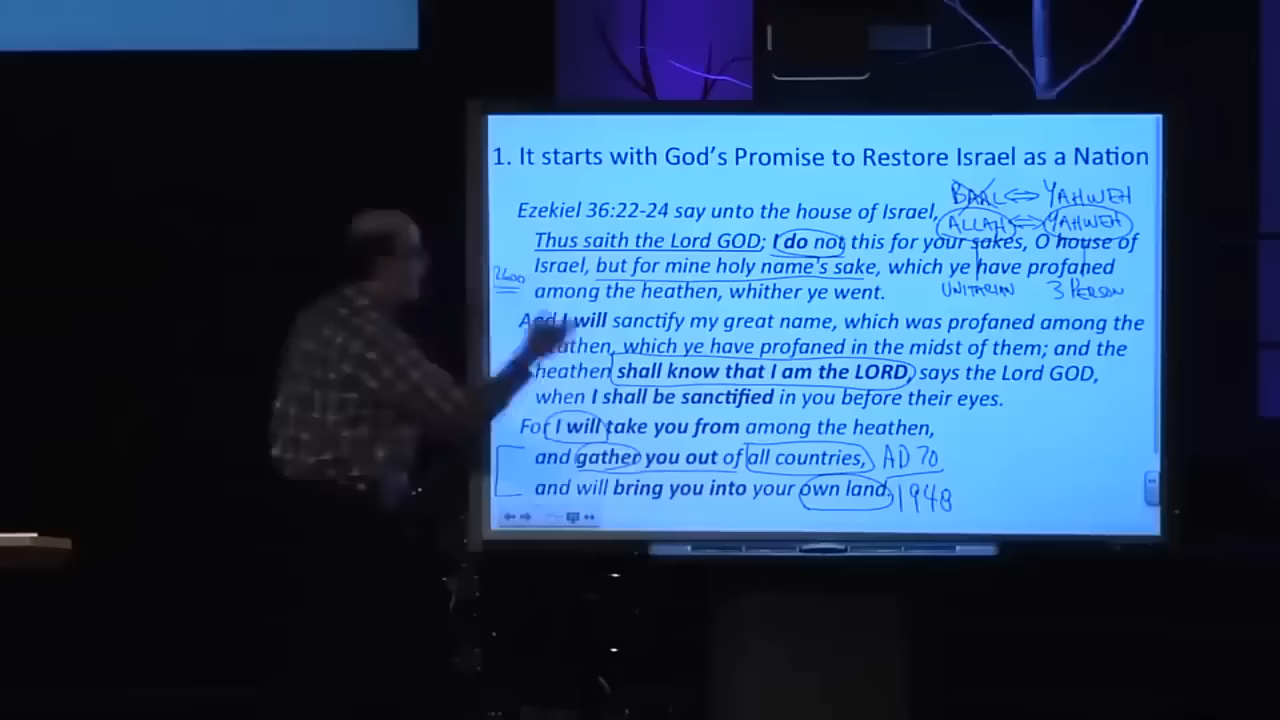 1. It starts with God's Promise to Restore Israel as a Nation
BAAL ⇔ YAHWEH
Ezekiel 36:22-24 say unto the house of Israel,
ALLAH ⇔ YAHWEH
Thus saith the Lord GOD; I do not this for your sakes, O house of
Israel, but for mine holy name's sake, which ye have profaned
2600
UNITARIAN 3 PERSON
among the heathen, whither ye went.
And I will sanctify my great name, which was profaned among the
heathen, which ye have profaned in the midst of them; and the
heathen shall know that I am the LORD, says the Lord GOD,
when I shall be sanctified in you before their eyes.
For I will take you from among the heathen,
and gather you out of all countries, AD 70
and will bring you into your own land. 1948